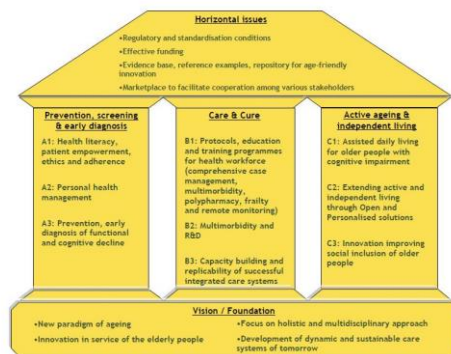 Horizontal issues
•Regulatory and standardisation conditions
•Effective funding
•Evidence base, reference examples, repository for age-friendly
innovation
•Marketplace to facilitate cooperation among various stakeholders
Prevention, screening
& early diagnosis
A1: Health literacy,
patient empowerment,
ethics and adherence
A2: Personal health
management
A3: Prevention, early
diagnosis of functional
and cognitive decline
Care & Cure
B1: Protocols, education
and training programmes
for health workforce
(comprehensive case
management,
multimorbidity,
polypharmacy, frailty
and remote monitoring)
B2: Multimorbidity and
R&D
B3: Capacity building and
replicability of successful
integrated care systems
Active ageing &
independent living
C1: Assisted daily living
for older people with
cognitive impairment
C2: Extending active and
independent living
through Open and
Personalised solutions
C3: Innovation improving
social inclusion of older
people
Vision / Foundation
•New paradigm of ageing
•Innovation in service of the elderly people
•Focus on holistic and multidisciplinary approach
•Development of dynamic and sustainable care
systems of tomorrow